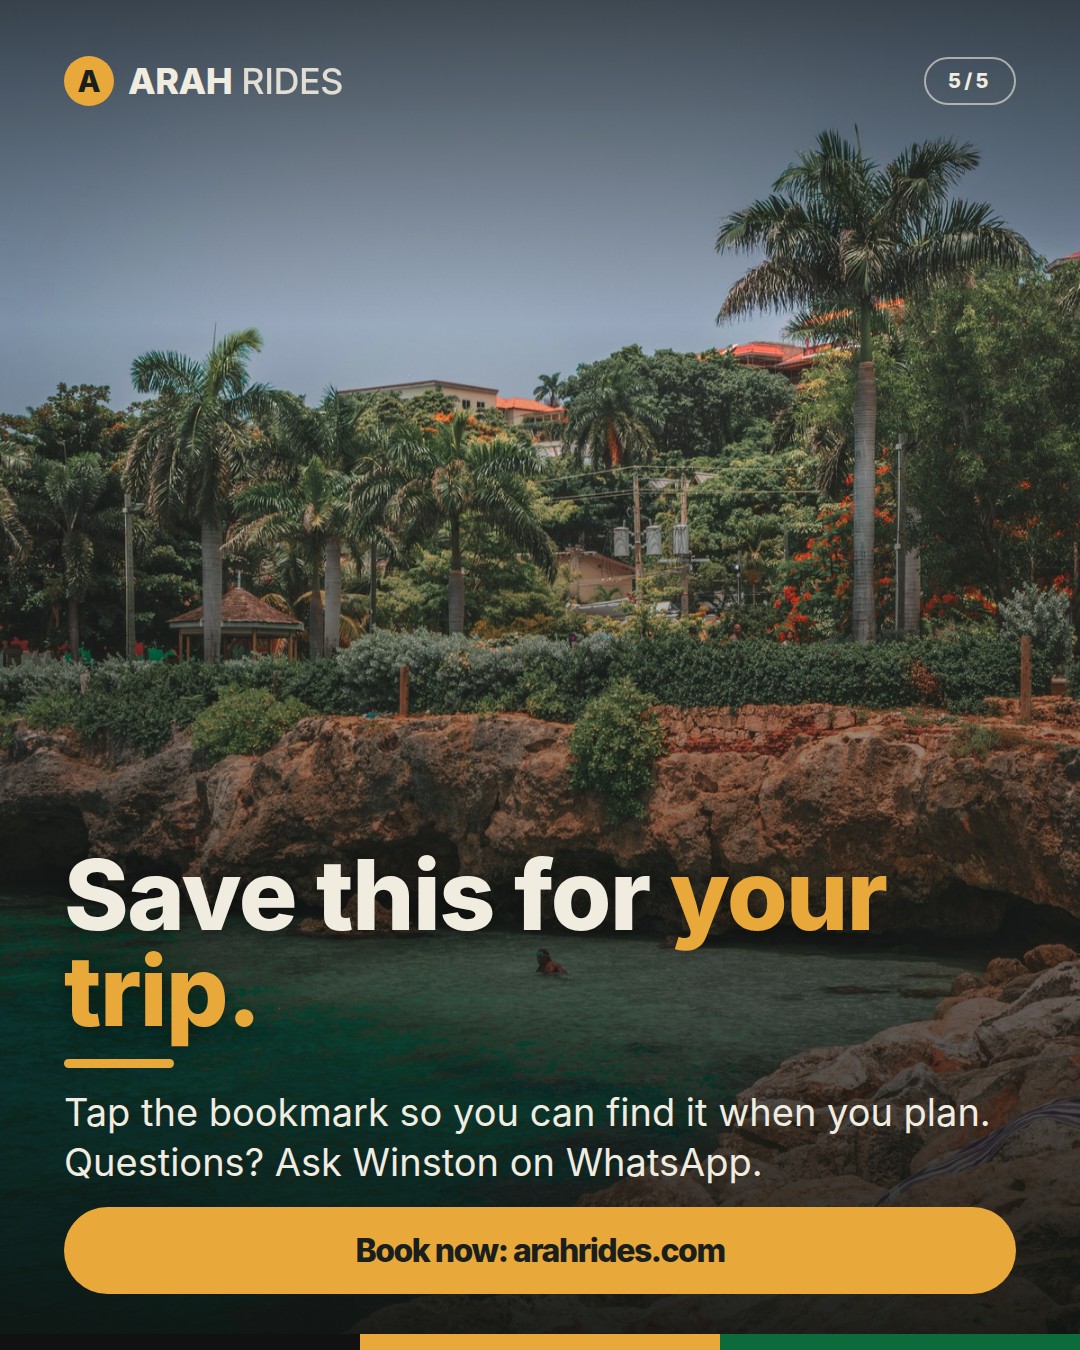 A ARAH RIDES
5/5
Save this for your
trip.
Tap the bookmark so you can find it when you plan.
Questions? Ask Winston on WhatsApp.
Book now: arahrides.com